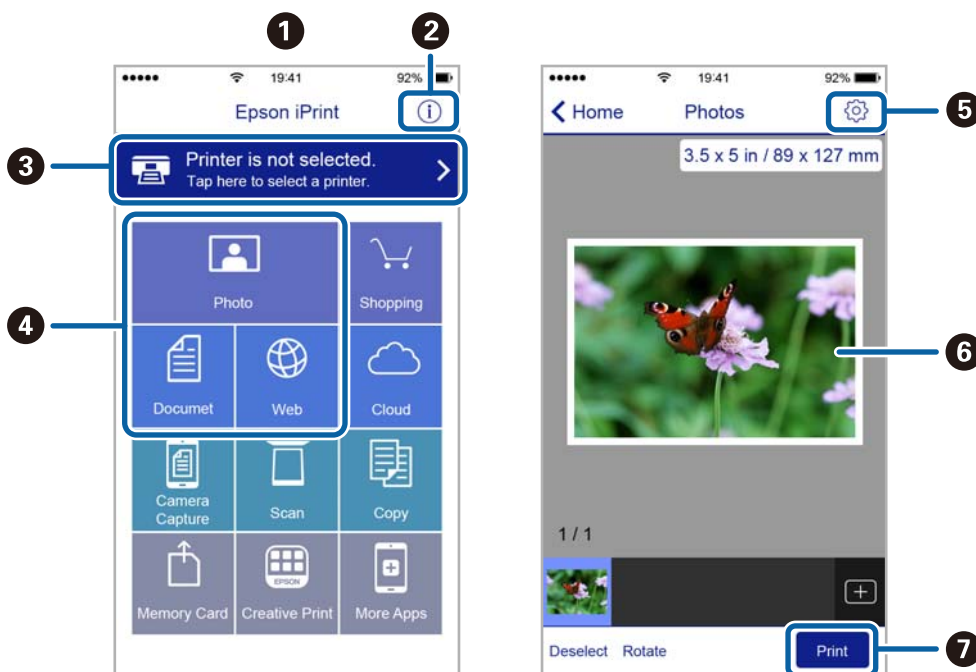 1
2
19:41
92%
Epson iPrint
i
3
Printer is not selected.
Tap here to select a printer.
4
Photo
Shopping
Documet
Web
Cloud
Camera
Capture
Scan
Copy
EPSON
Memory Card
Creative Print
More Apps
19:41
92%
Home
Photos
5
3.5 x 5 in / 89 x 127 mm
6
1 / 1
Deselect
Rotate
Print
7